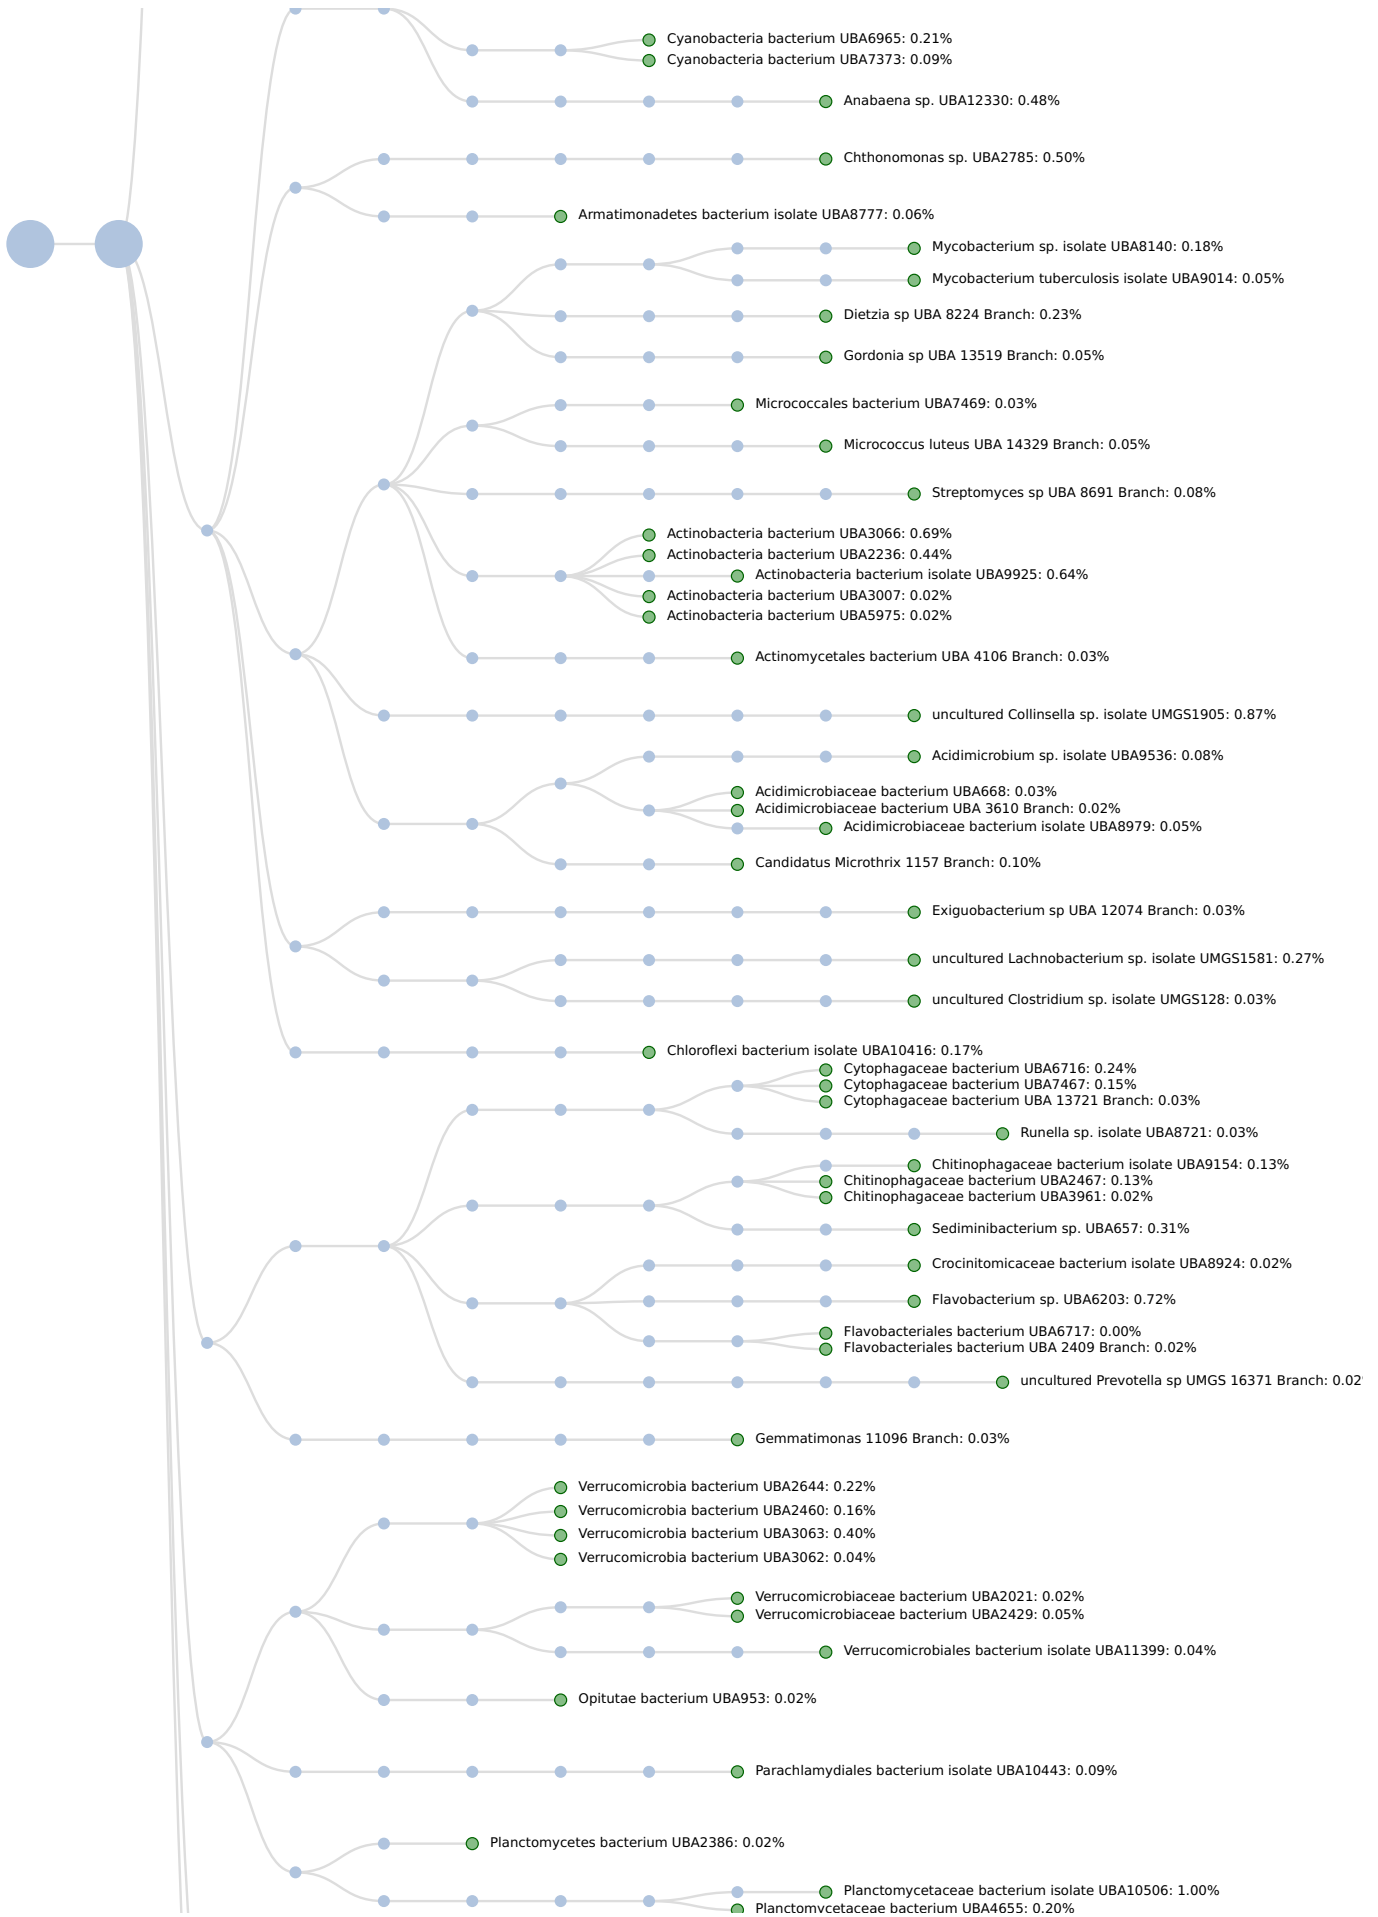 Cyanobacteria bacterium UBA6965: 0.21%
Cyanobacteria bacterium UBA7373: 0.09%
Anabaena sp. UBA12330: 0.48%
Chthonomonas sp. UBA2785: 0.50%
Armatimonadetes bacterium isolate UBA8777: 0.06%
Mycobacterium sp. isolate UBA8140: 0.18%
Mycobacterium tuberculosis isolate UBA9014: 0.05%
Dietzia sp UBA 8224 Branch: 0.23%
Gordonia sp UBA 13519 Branch: 0.05%
Micrococcales bacterium UBA7469: 0.03%
Micrococcus luteus UBA 14329 Branch: 0.05%
Streptomyces sp UBA 8691 Branch: 0.08%
Actinobacteria bacterium UBA3066: 0.69%
Actinobacteria bacterium UBA2236: 0.44%
Actinobacteria bacterium isolate UBA9925: 0.64%
Actinobacteria bacterium UBA3007: 0.02%
Actinobacteria bacterium UBA5975: 0.02%
Actinomycetales bacterium UBA 4106 Branch: 0.03%
uncultured Collinsella sp. isolate UMGS1905: 0.87%
Acidimicrobium sp. isolate UBA9536: 0.08%
Acidimicrobiaceae bacterium UBA668: 0.03%
Acidimicrobiaceae bacterium UBA 3610 Branch: 0.02%
Acidimicrobiaceae bacterium isolate UBA8979: 0.05%
Candidatus Microthrix 1157 Branch: 0.10%
Exiguobacterium sp UBA 12074 Branch: 0.03%
uncultured Lachnobacterium sp. isolate UMGS1581: 0.27%
uncultured Clostridium sp. isolate UMGS128: 0.03%
Chloroflexi bacterium isolate UBA10416: 0.17%
Cytophagaceae bacterium UBA6716: 0.24%
Cytophagaceae bacterium UBA7467: 0.15%
Cytophagaceae bacterium UBA 13721 Branch: 0.03%
Runella sp. isolate UBA8721: 0.03%
Chitinophagaceae bacterium isolate UBA9154: 0.13%
Chitinophagaceae bacterium UBA2467: 0.13%
Chitinophagaceae bacterium UBA3961: 0.02%
Sediminibacterium sp. UBA657: 0.31%
Crocinitomicaceae bacterium isolate UBA8924: 0.02%
Flavobacterium sp. UBA6203: 0.72%
Flavobacteriales bacterium UBA6717: 0.00%
Flavobacteriales bacterium UBA 2409 Branch: 0.02%
uncultured Prevotella sp UMGS 16371 Branch: 0.02
Gemmatimonas 11096 Branch: 0.03%
Verrucomicrobia bacterium UBA2644: 0.22%
Verrucomicrobia bacterium UBA2460: 0.16%
Verrucomicrobia bacterium UBA3063: 0.40%
Verrucomicrobia bacterium UBA3062: 0.04%
Verrucomicrobiaceae bacterium UBA2021: 0.02%
Verrucomicrobiaceae bacterium UBA2429: 0.05%
Verrucomicrobiales bacterium isolate UBA11399: 0.04%
Opitutae bacterium UBA953: 0.02%
Parachlamydiales bacterium isolate UBA10443: 0.09%
Planctomycetes bacterium UBA2386: 0.02%
Planctomycetaceae bacterium isolate UBA10506: 1.00%
Planctomycetaceae bacterium UBA4655: 0.20%